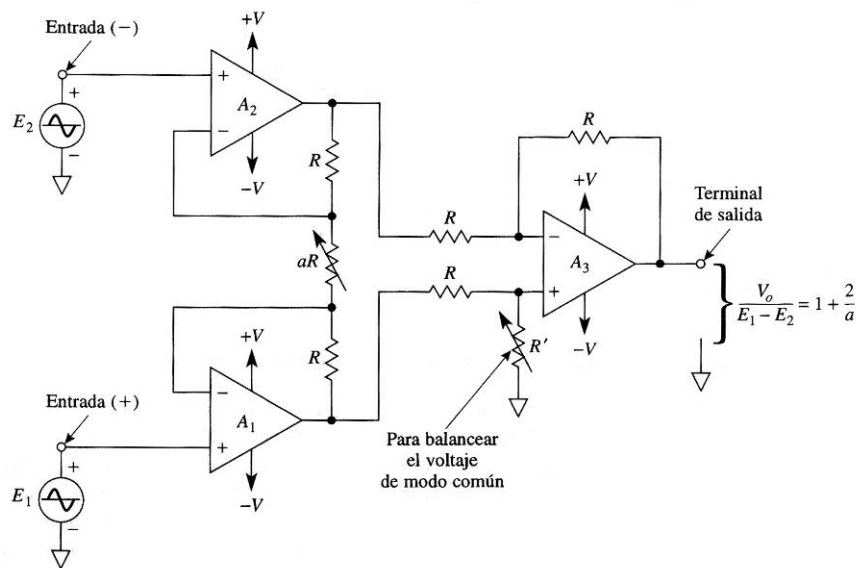 Entrada (−)
+V
+
E₂
−
+
A₂
−
−V
R
aR
R
R
+V
R
−
A₃
+
−V
R
R′
Terminal
de salida
Vₒ
E₁ − E₂
= 1 + 2
a
Para balancear
el voltaje
de modo común
Entrada (+)
+V
−
A₁
+
−V
+
E₁
−